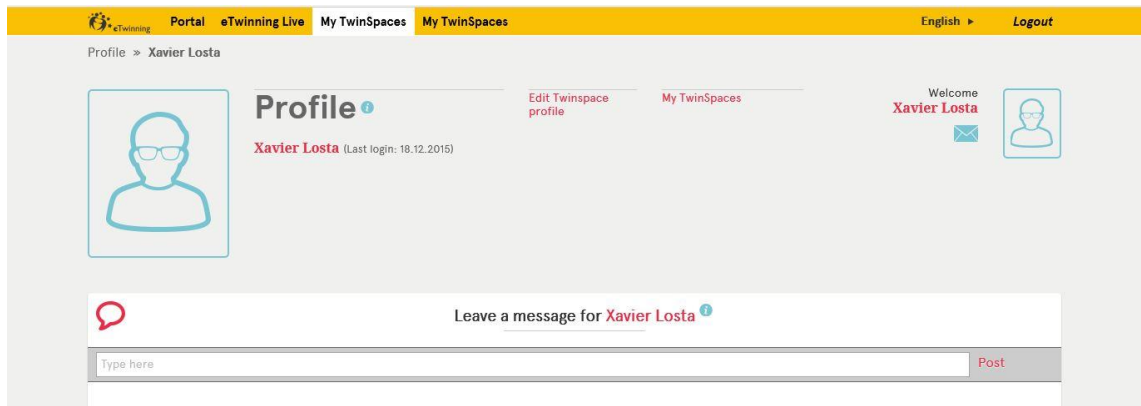 eTwinning Portal eTwinning Live My TwinSpaces My TwinSpaces English Logout
Profile » Xavier Losta
Profile i
Xavier Losta (Last login: 18.12.2015)
Edit Twinspace
profile
My TwinSpaces
Welcome
Xavier Losta
Leave a message for Xavier Losta i
Type here
Post